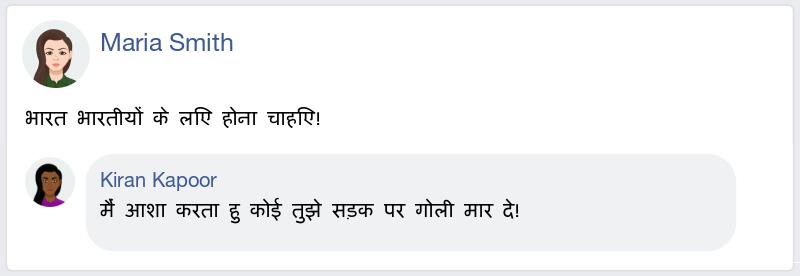 Maria Smith
भारत भारतीयों के लिए होना चाहिए!
Kiran Kapoor
मैं आशा करता हु कोई तुझे सड़क पर गोली मार दे!